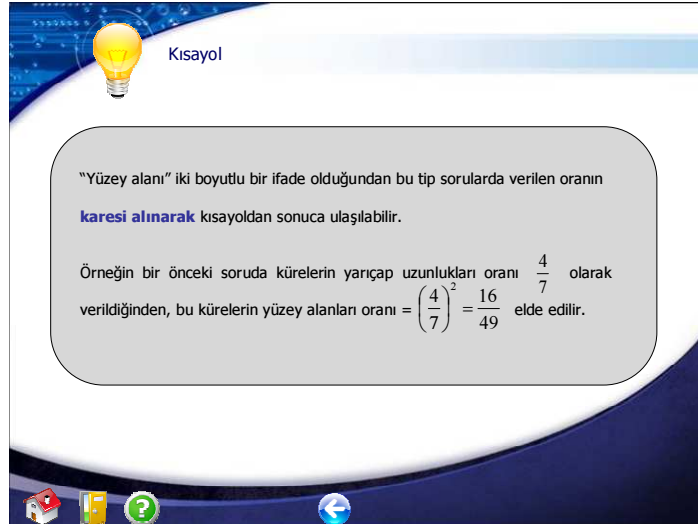 Kısayol
“Yüzey alanı” iki boyutlu bir ifade olduğundan bu tip sorularda verilen oranın
karesi alınarak kısayoldan sonuca ulaşılabilir.
Örneğin bir önceki soruda kürelerin yarıçap uzunlukları oranı 4/7 olarak
verildiğinden, bu kürelerin yüzey alanları oranı = (4/7)² = 16/49 elde edilir.
?